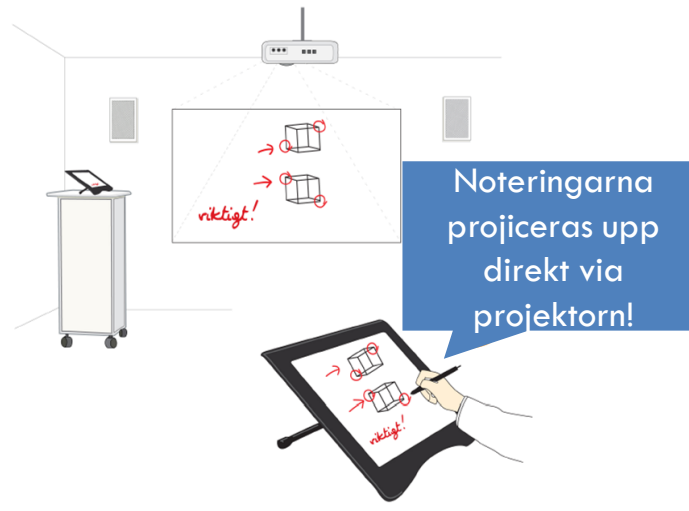 viktigt!
Noteringarna
projiceras upp
direkt via
projektorn!
viktigt!